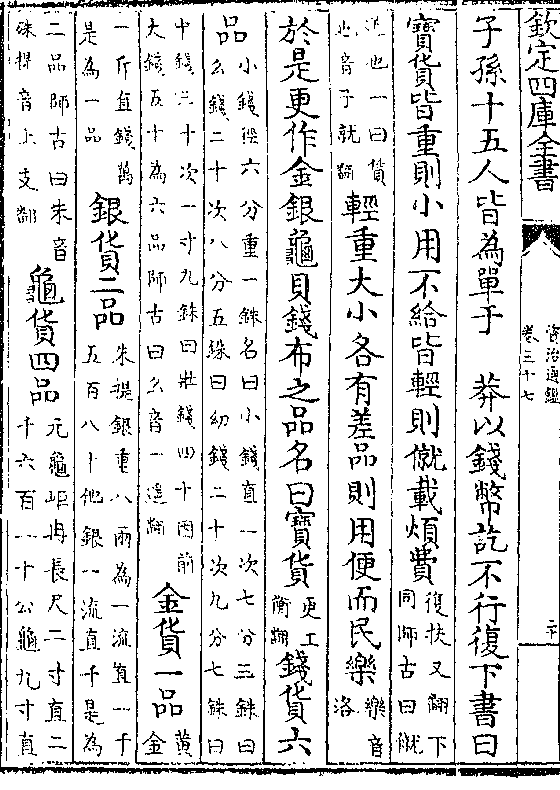 欽定四庫全書
資治通鑑
卷三十七
子孫十五人皆為單于　莽以錢幣訖不行復下書曰
寶貨皆重則小用不給皆輕則僦載煩費
復扶又翻下
同師古曰僦
送也一曰賃
也音子就翻
輕重大小各有差品則用便而民樂
樂音
洛
於是更作金銀龜貝錢布之品名曰寶貨
更工
衡翻
錢貨六
品
小錢徑六分重一銖名曰小錢直一次七分三銖曰
幺錢一十次八分五銖曰幼錢二十次九分七銖曰
中錢三十次一寸九銖曰壯錢四十因前
大錢五十為六品師古曰幺音一遥翻
金貨一品
黄
金
一斤直錢萬
是為一品
銀貨二品
朱提銀重八兩為一流直一千
五百八十他銀一流直千是為
二品師古曰朱音
銖提音上支翻
龜貨四品
元龜岠冉長尺二寸直二
千六百一十公龜九寸直